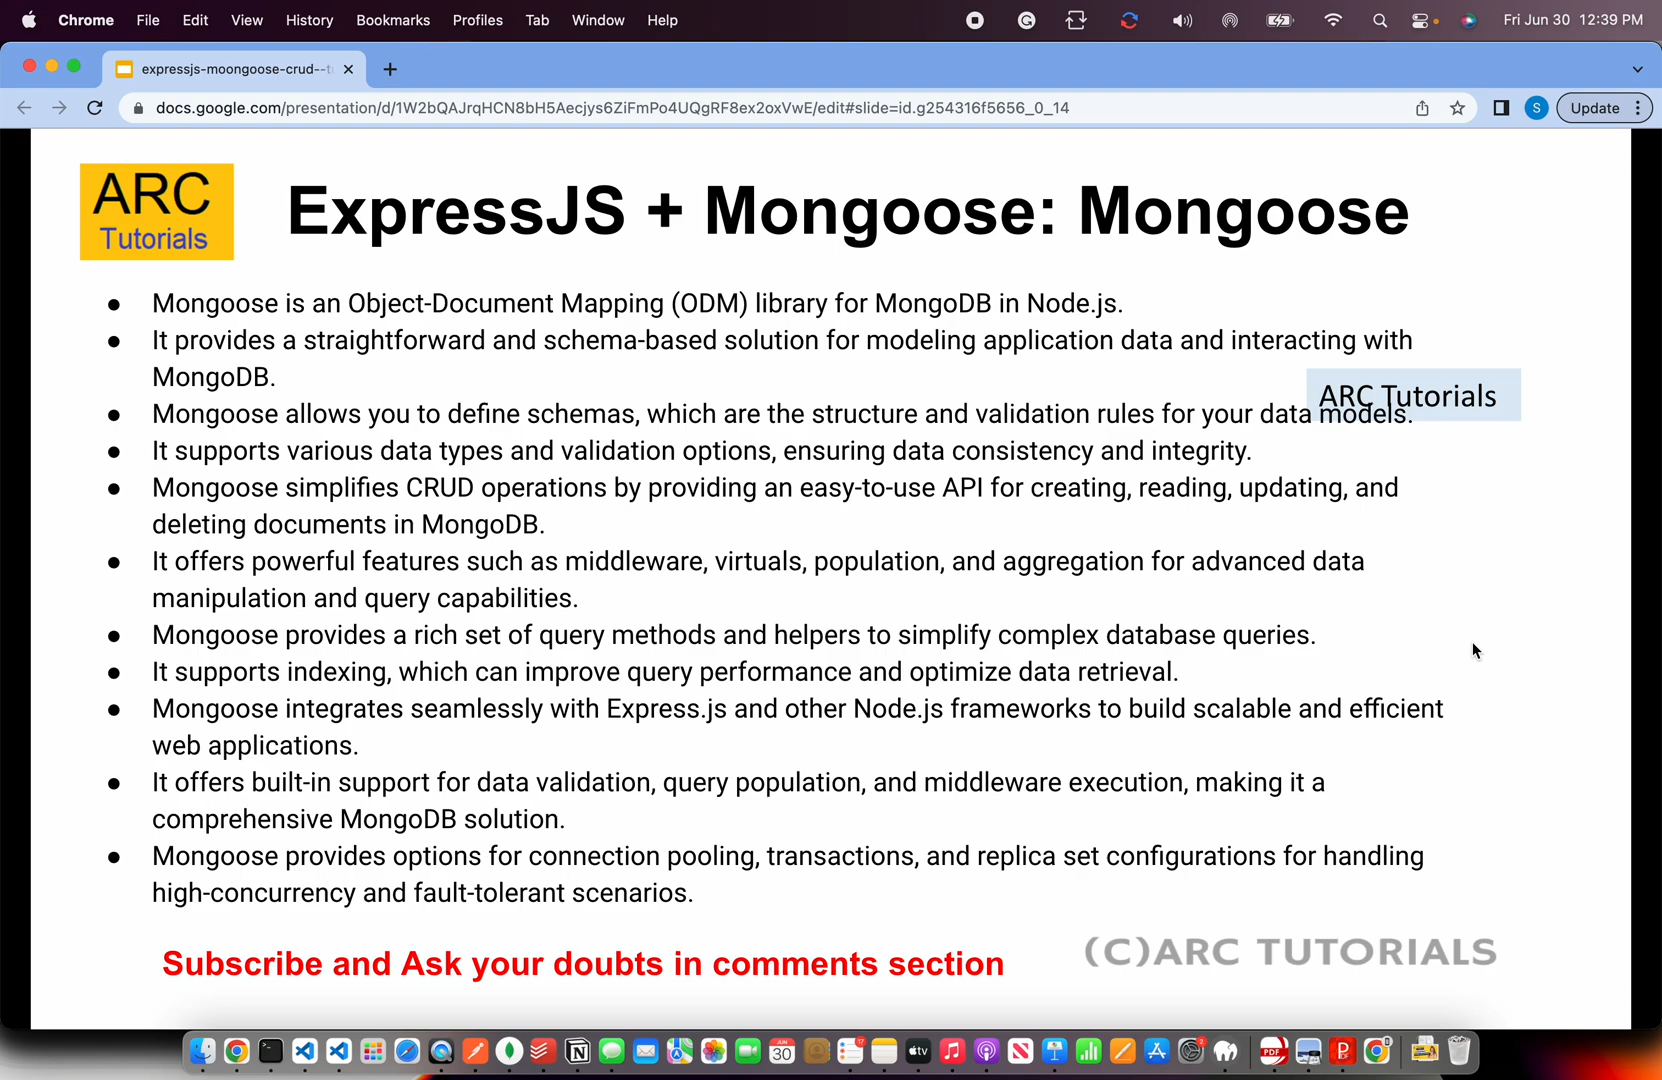 Chrome File Edit View History Bookmarks Profiles Tab Window Help Fri Jun 30 12:39 PM
expressjs-moongoose-crud--t
docs.google.com/presentation/d/1W2bQAJrqHCN8bH5Aecjys6ZiFmPo4UQgRF8ex2oxVwE/edit#slide=id.g254316f5656_0_14 S Update
ARC
Tutorials
ExpressJS + Mongoose: Mongoose
● Mongoose is an Object-Document Mapping (ODM) library for MongoDB in Node.js.
● It provides a straightforward and schema-based solution for modeling application data and interacting with
MongoDB.
ARC Tutorials
● Mongoose allows you to define schemas, which are the structure and validation rules for your data models.
● It supports various data types and validation options, ensuring data consistency and integrity.
● Mongoose simplifies CRUD operations by providing an easy-to-use API for creating, reading, updating, and
deleting documents in MongoDB.
● It offers powerful features such as middleware, virtuals, population, and aggregation for advanced data
manipulation and query capabilities.
● Mongoose provides a rich set of query methods and helpers to simplify complex database queries.
● It supports indexing, which can improve query performance and optimize data retrieval.
● Mongoose integrates seamlessly with Express.js and other Node.js frameworks to build scalable and efficient
web applications.
● It offers built-in support for data validation, query population, and middleware execution, making it a
comprehensive MongoDB solution.
● Mongoose provides options for connection pooling, transactions, and replica set configurations for handling
high-concurrency and fault-tolerant scenarios.
Subscribe and Ask your doubts in comments section
(C)ARC TUTORIALS
JUN
30
17
tv
2
PDF